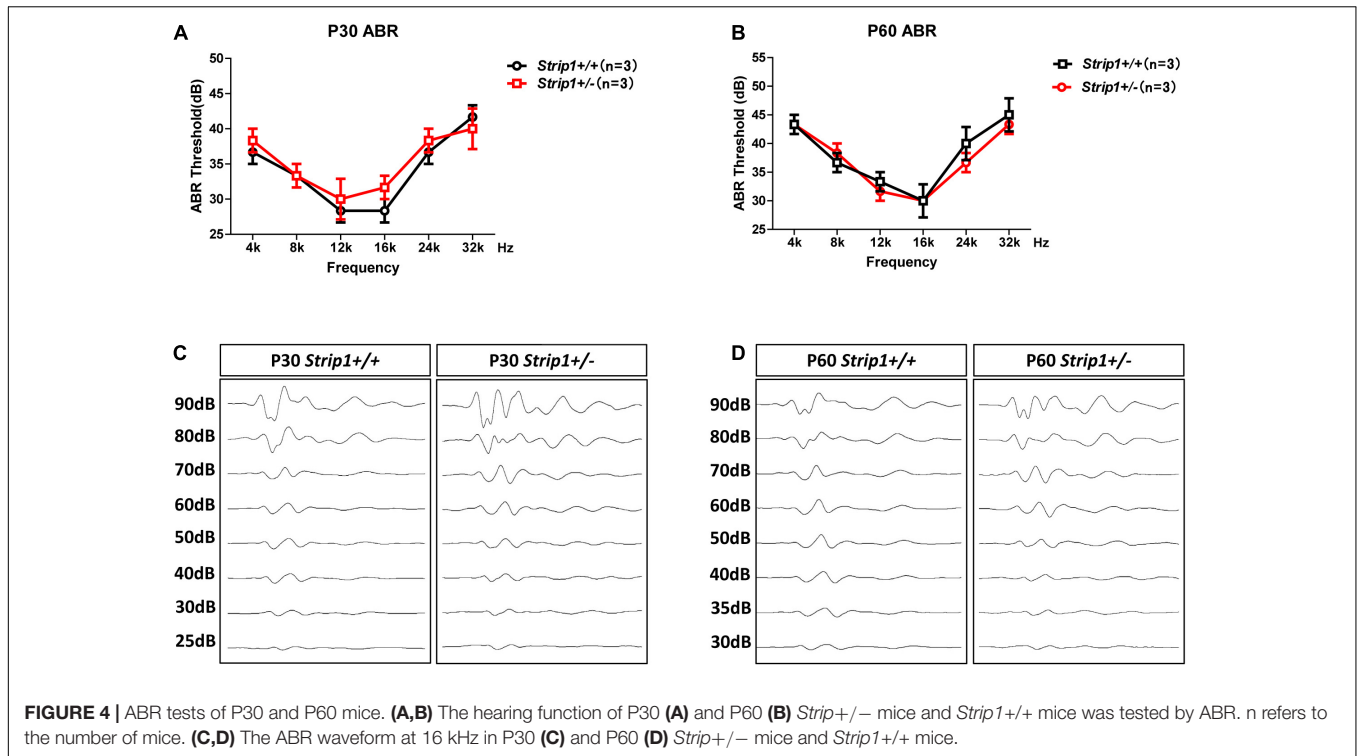 A
P30 ABR
Strip1+/+(n=3)
Strip1+/-(n=3)
ABR Threshold(dB)
50
45
40
35
30
25
4k 8k 12k 16k 24k 32k Hz
Frequency
B
P60 ABR
Strip1+/+(n=3)
Strip1+/-(n=3)
ABR Threshold (dB)
55
50
45
40
35
30
25
4k 8k 12k 16k 24k 32k Hz
Frequency
C
P30 Strip1+/+ P30 Strip1+/-
90dB
80dB
70dB
60dB
50dB
40dB
30dB
25dB
D
P60 Strip1+/+ P60 Strip1+/-
90dB
80dB
70dB
60dB
50dB
40dB
35dB
30dB
FIGURE 4 | ABR tests of P30 and P60 mice. (A,B) The hearing function of P30 (A) and P60 (B) Strip+/− mice and Strip1+/+ mice was tested by ABR. n refers to
the number of mice. (C,D) The ABR waveform at 16 kHz in P30 (C) and P60 (D) Strip+/− mice and Strip1+/+ mice.